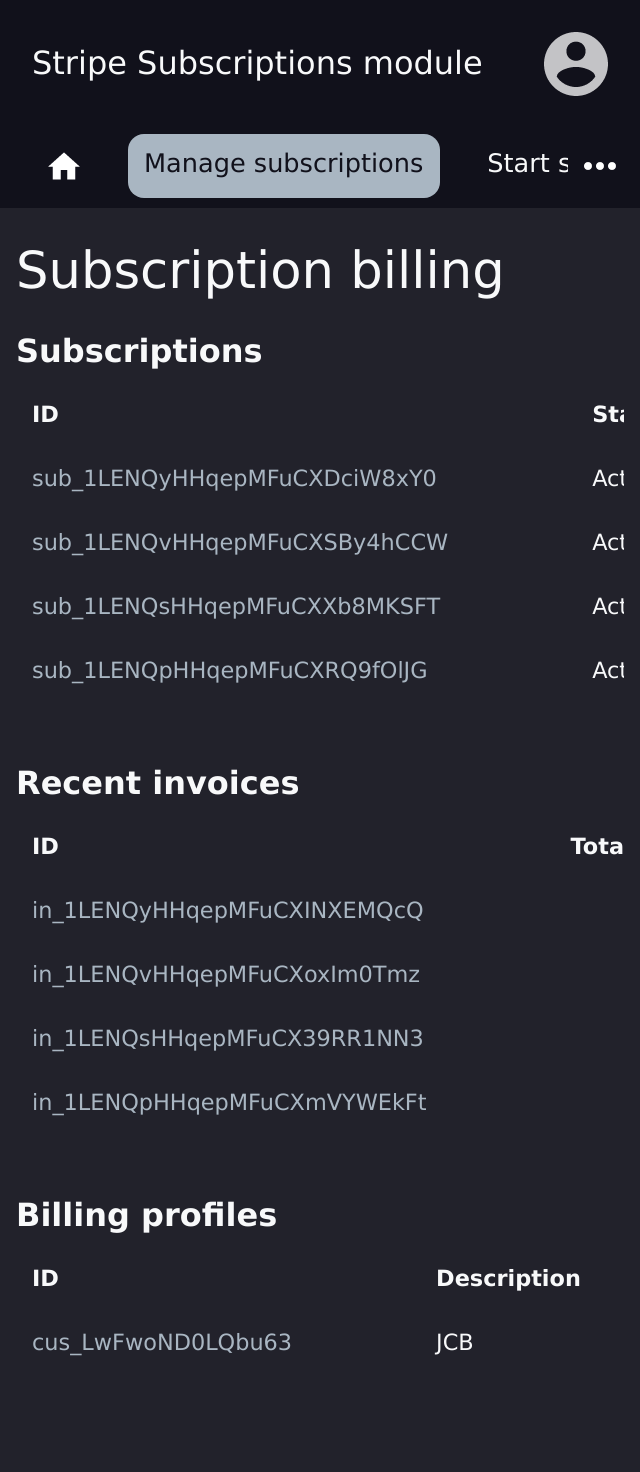 Stripe Subscriptions module
Manage subscriptions Start s
Subscription billing
Subscriptions
ID Sta
sub_1LENQyHHqepMFuCXDciW8xY0 Act
sub_1LENQvHHqepMFuCXSBy4hCCW Act
sub_1LENQsHHqepMFuCXXb8MKSFT Act
sub_1LENQpHHqepMFuCXRQ9fOlJG Act
Recent invoices
ID Tota
in_1LENQyHHqepMFuCXINXEMQcQ
in_1LENQvHHqepMFuCXoxIm0Tmz
in_1LENQsHHqepMFuCX39RR1NN3
in_1LENQpHHqepMFuCXmVYWEkFt
Billing profiles
ID Description
cus_LwFwoND0LQbu63 JCB